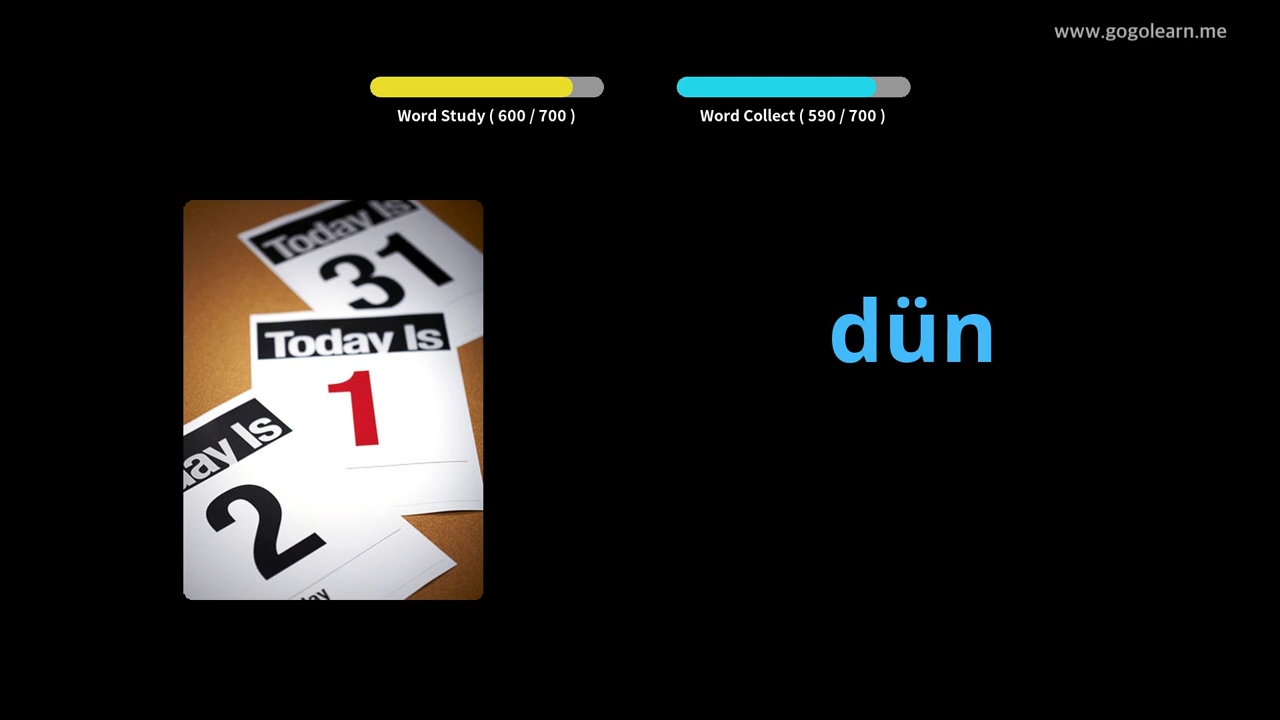 www.gogolearn.me
Word Study ( 600 / 700 )
Word Collect ( 590 / 700 )
Today Is
31
Today Is
1
dün
ay Is
2